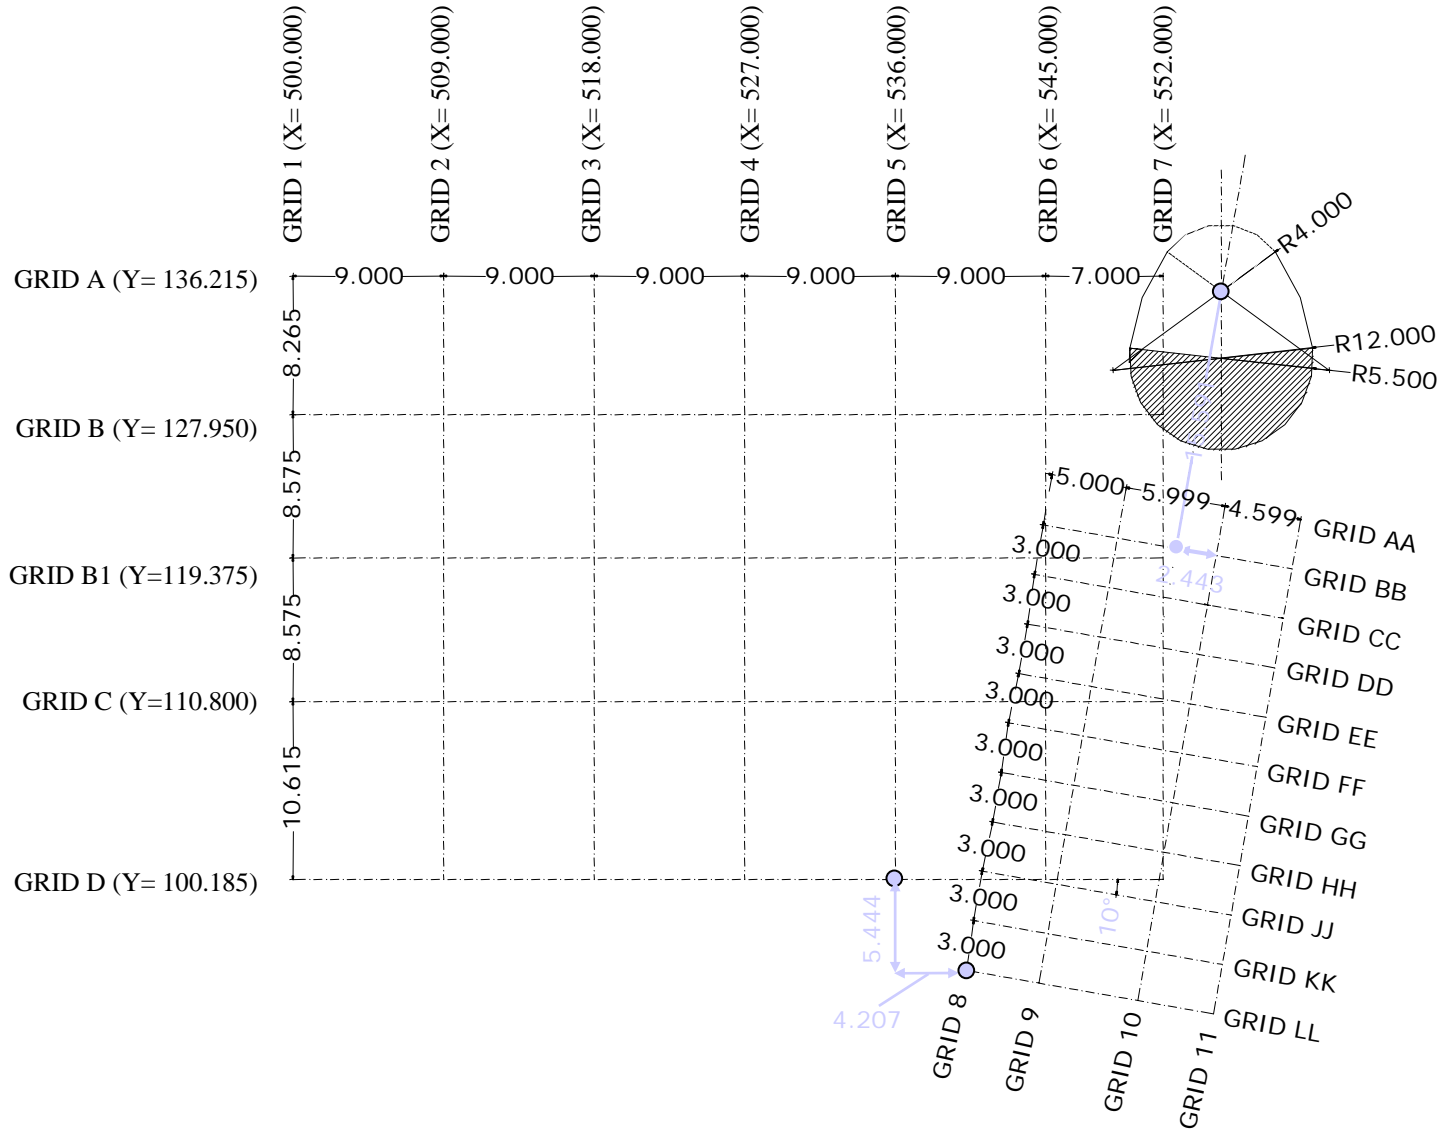 GRID 1 (X= 500.000)
GRID 2 (X= 509.000)
GRID 3 (X= 518.000)
GRID 4 (X= 527.000)
GRID 5 (X= 536.000)
GRID 6 (X= 545.000)
GRID 7 (X= 552.000)
R4.000
GRID A (Y= 136.215)
9.000
9.000
9.000
9.000
9.000
7.000
8.265
R12.000
R5.500
GRID B (Y= 127.950)
8.575
5.000
5.999
4.599
GRID AA
3.000
2.443
GRID B1 (Y=119.375)
GRID BB
3.000
8.575
GRID CC
3.000
GRID DD
3.000
GRID C (Y=110.800)
GRID EE
3.000
10.615
GRID FF
3.000
GRID GG
3.000
GRID HH
GRID D (Y= 100.185)
3.000
10°
GRID JJ
5.444
3.000
GRID KK
4.207
GRID LL
GRID 8
GRID 9
GRID 10
GRID 11